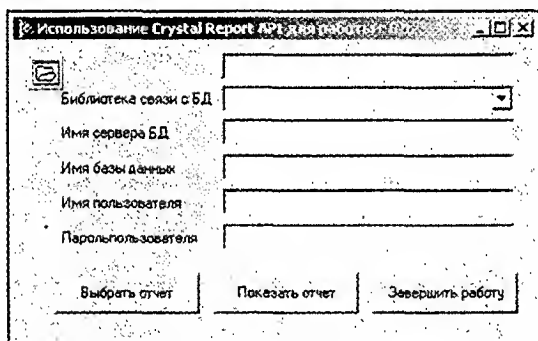 Использование Crystal Report API для работы с
Библиотека связи с БД
Имя сервера БД
Имя базы данных
Имя пользователя
Парольпользователя
Выбрать отчет Показать отчет Завершить работу